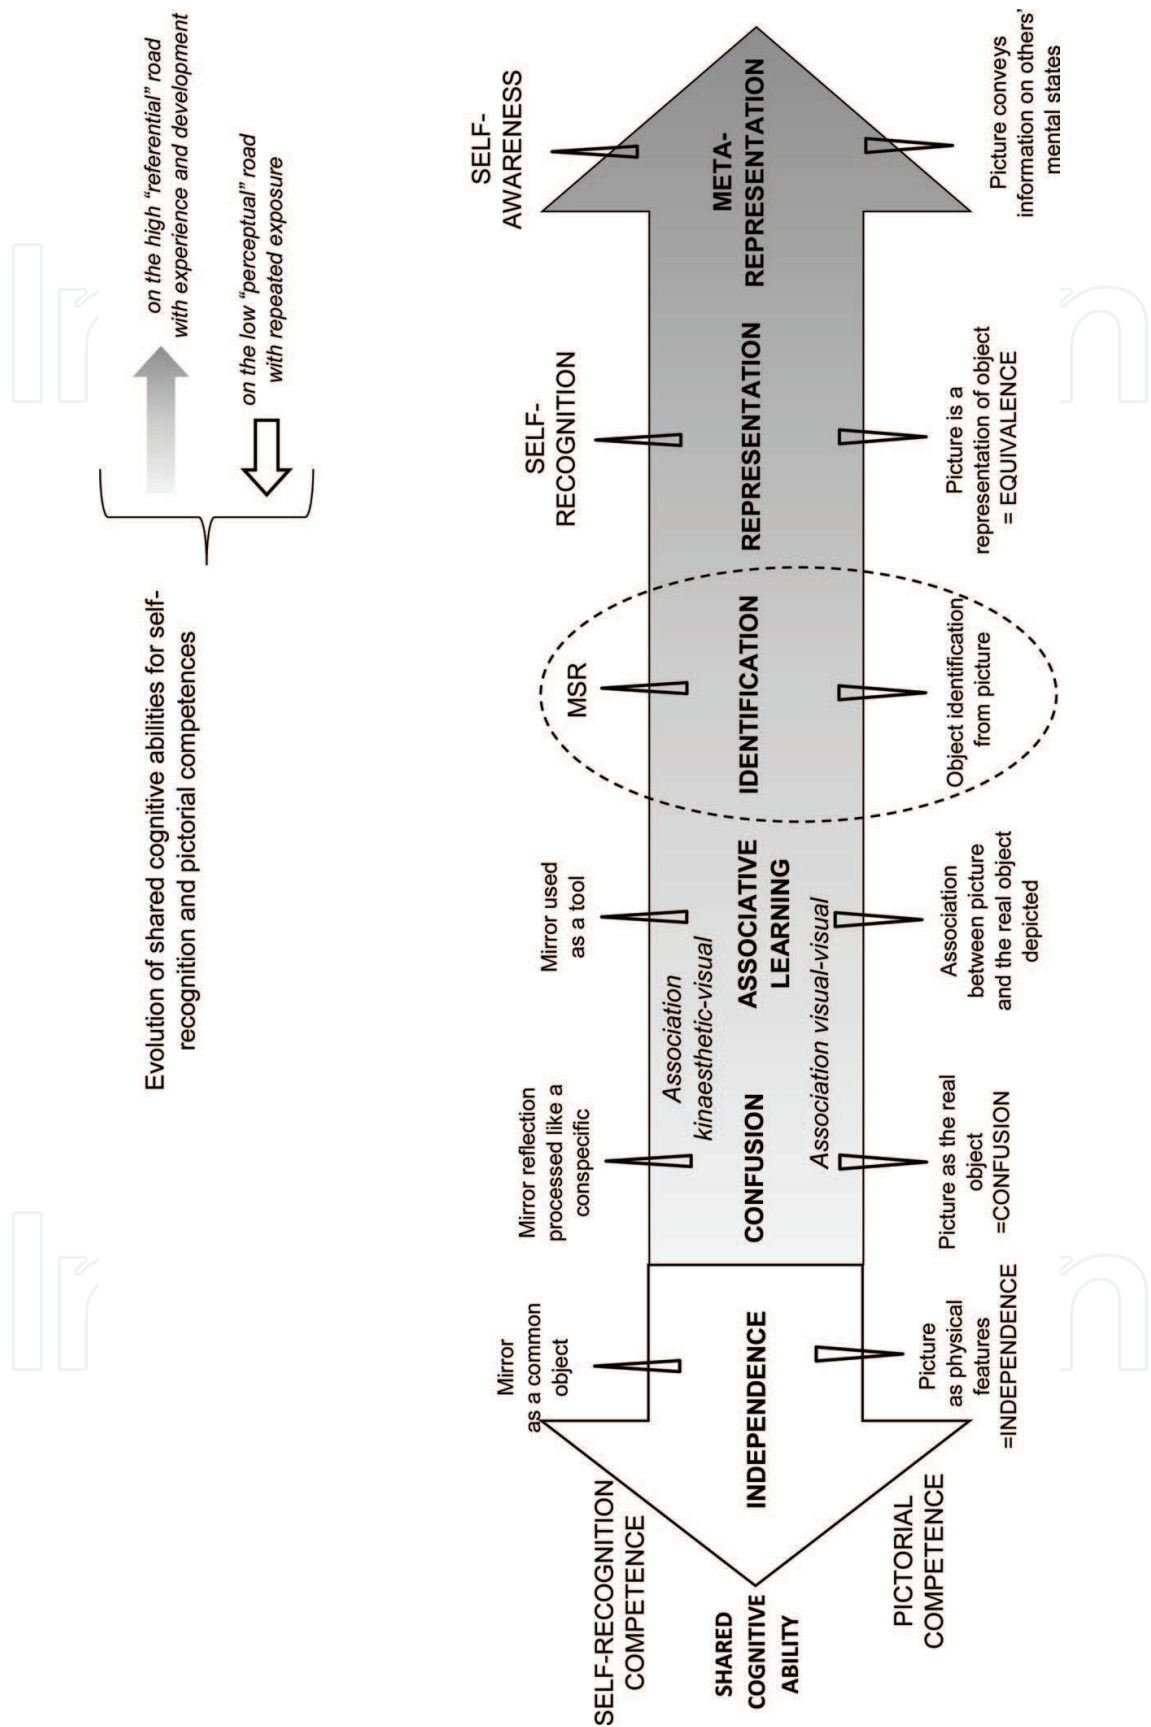 Evolution of shared cognitive abilities for self-
recognition and pictorial competences
on the high "referential" road
with experience and development
on the low "perceptual" road
with repeated exposure
SELF-RECOGNITION
COMPETENCE
Mirror
as a common
object
Mirror reflection
processed like a
conspecific
Mirror used
as a tool
MSR
SELF-
RECOGNITION
SELF-
AWARENESS
SHARED
COGNITIVE
ABILITY
INDEPENDENCE
CONFUSION
Association
kinaesthetic-visual
ASSOCIATIVE
LEARNING
Association visual-visual
IDENTIFICATION
REPRESENTATION
META-
REPRESENTATION
PICTORIAL
COMPETENCE
Picture
as physical
features
=INDEPENDENCE
Picture as the real
object
=CONFUSION
Association
between picture
and the real object
depicted
Object identification
from picture
Picture is a
representation of object
= EQUIVALENCE
Picture conveys
information on others'
mental states